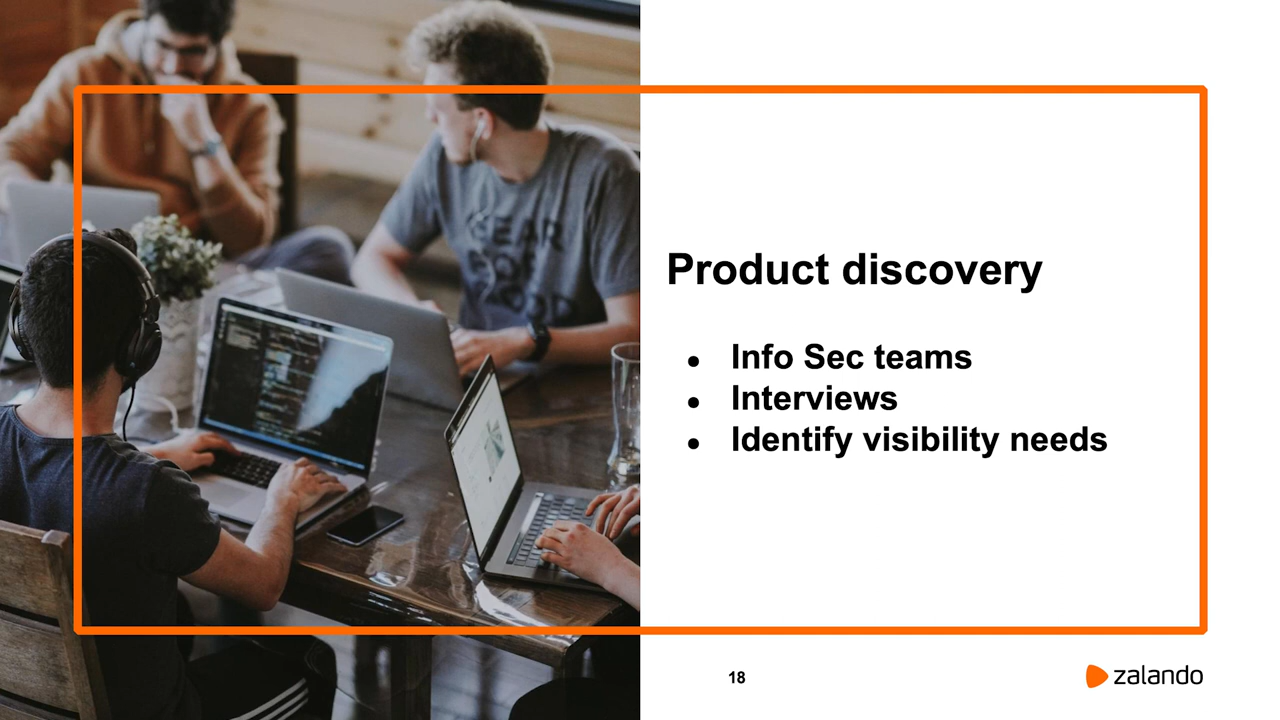 Product discovery
● Info Sec teams
● Interviews
● Identify visibility needs
18
zalando